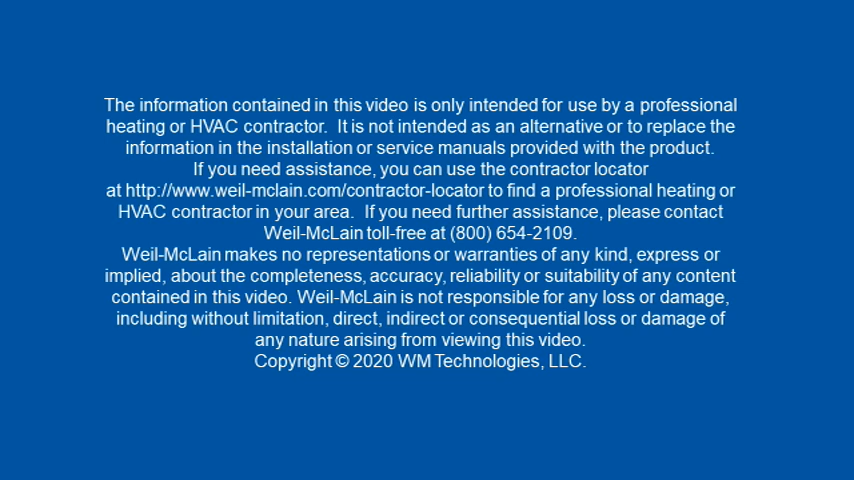 The information contained in this video is only intended for use by a professional
heating or HVAC contractor.  It is not intended as an alternative or to replace the
information in the installation or service manuals provided with the product.
If you need assistance, you can use the contractor locator
at http://www.weil-mclain.com/contractor-locator to find a professional heating or
HVAC contractor in your area.  If you need further assistance, please contact
Weil-McLain toll-free at (800) 654-2109.
Weil-McLain makes no representations or warranties of any kind, express or
implied, about the completeness, accuracy, reliability or suitability of any content
contained in this video. Weil-McLain is not responsible for any loss or damage,
including without limitation, direct, indirect or consequential loss or damage of
any nature arising from viewing this video.
Copyright © 2020 WM Technologies, LLC.